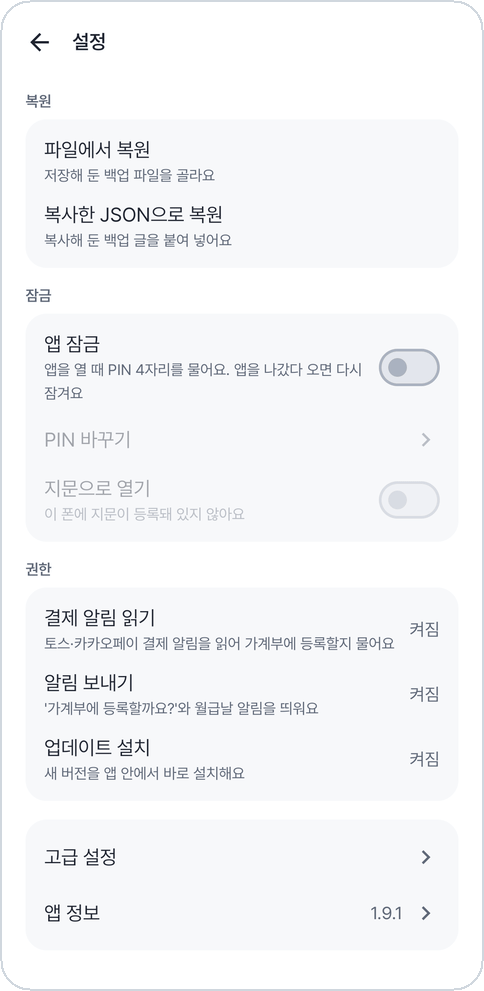 설정
복원
파일에서 복원
저장해 둔 백업 파일을 골라요
복사한 JSON으로 복원
복사해 둔 백업 글을 붙여 넣어요
잠금
앱 잠금
앱을 열 때 PIN 4자리를 물어요. 앱을 나갔다 오면 다시
잠겨요
PIN 바꾸기
지문으로 열기
이 폰에 지문이 등록돼 있지 않아요
권한
결제 알림 읽기
토스·카카오페이 결제 알림을 읽어 가계부에 등록할지 물어요
켜짐
알림 보내기
'가계부에 등록할까요?'와 월급날 알림을 띄워요
켜짐
업데이트 설치
새 버전을 앱 안에서 바로 설치해요
켜짐
고급 설정
앱 정보 1.9.1